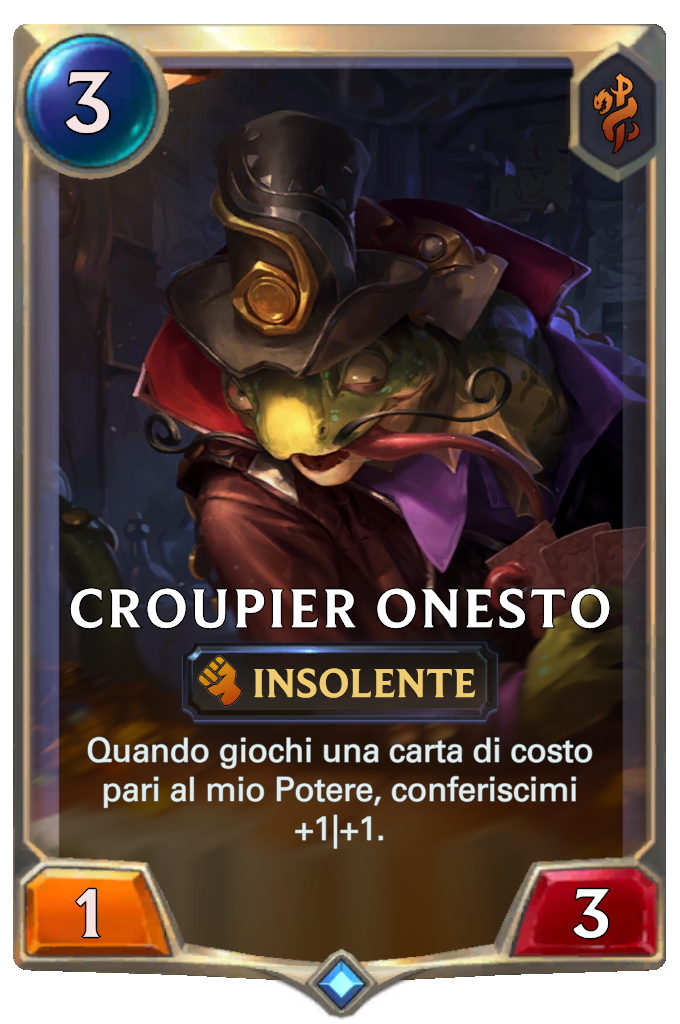 3
CROUPIER ONESTO
INSOLENTE
Quando giochi una carta di costo
pari al mio Potere, conferiscimi
+1|+1.
1
3